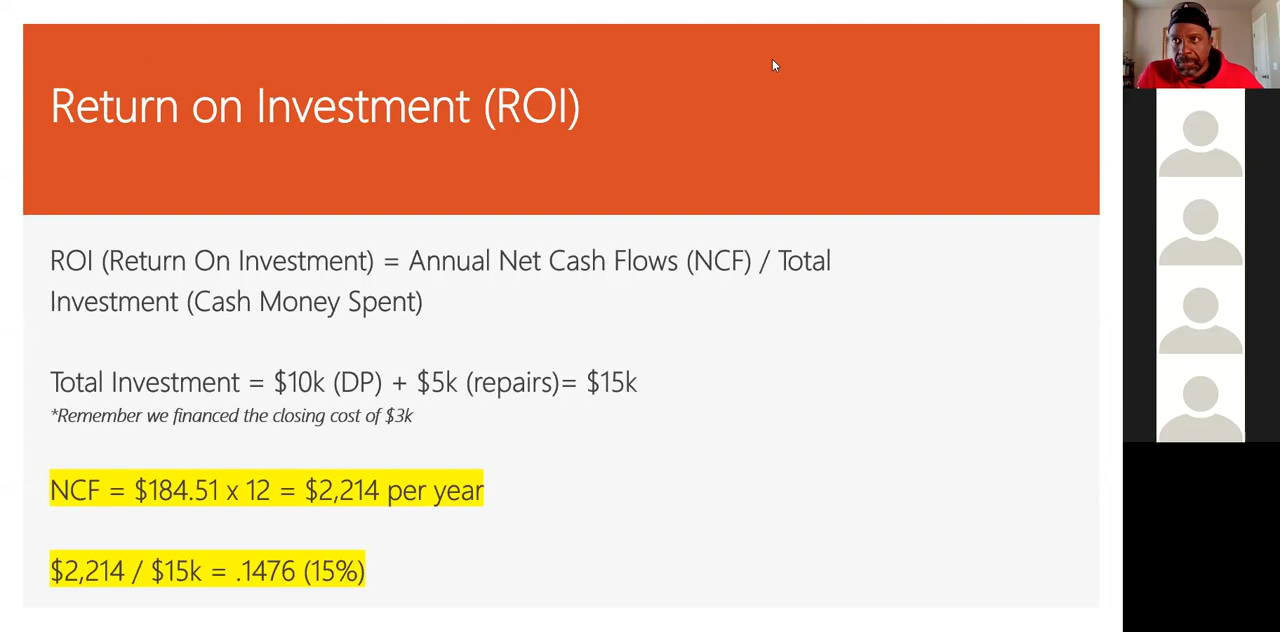 Return on Investment (ROI)
ROI (Return On Investment) = Annual Net Cash Flows (NCF) / Total
Investment (Cash Money Spent)
Total Investment = $10k (DP) + $5k (repairs)= $15k
*Remember we financed the closing cost of $3k
NCF = $184.51 x 12 = $2,214 per year
$2,214 / $15k = .1476 (15%)